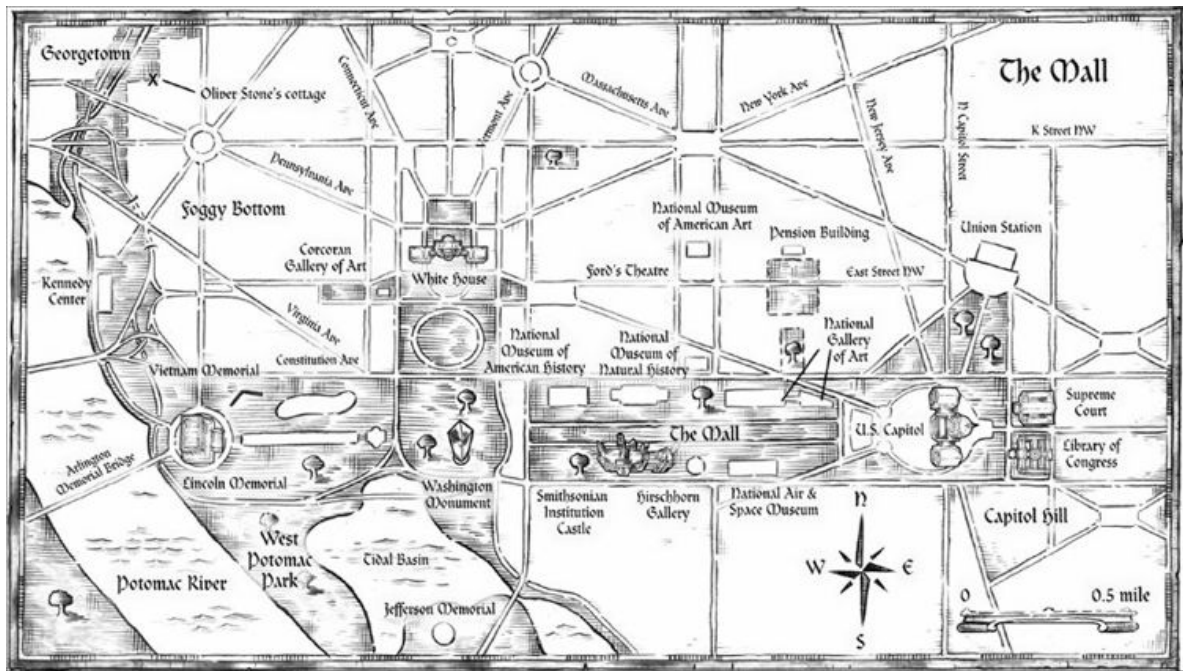 Georgetown
Oliver Stone's cottage
Connecticut Ave
Vermont Ave
Massachusetts Ave
New York Ave
New Jersey Ave
N Capitol Street
The Mall
K Street NW
Pennsylvania Ave
Foggy Bottom
National Museum
of American Art
Pension Building
Union Station
Corcoran
Gallery of Art
White House
Ford's Theatre
East Street NW
Kennedy
Center
Virginia Ave
Constitution Ave
National
Museum of
American History
National
Museum of
Natural History
National
Gallery
of Art
Vietnam Memorial
Supreme
Court
U.S. Capitol
The Mall
Library of
Congress
Arlington
Memorial Bridge
Lincoln Memorial
Washington
Monument
Smithsonian
Institution
Castle
Hirschhorn
Gallery
National Air &
Space Museum
Capitol Hill
West
Potomac
Park
Tidal Basin
Potomac River
Jefferson Memorial
N
W
E
S
0
0.5 mile